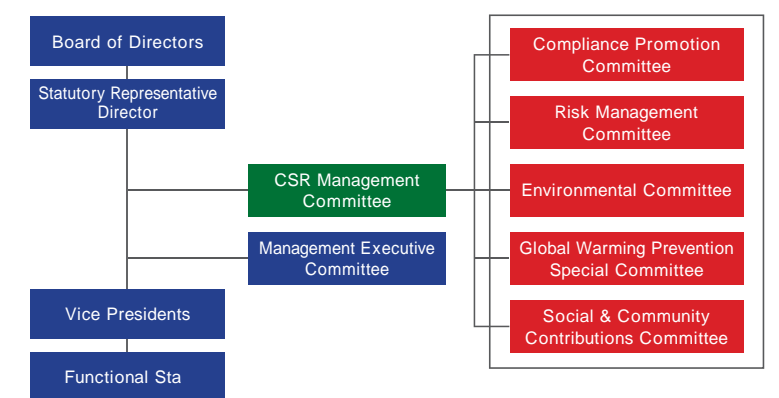 Board of Directors
Statutory Representative
Director
CSR Management
Committee
Management Executive
Committee
Vice Presidents
Functional Sta
Compliance Promotion
Committee
Risk Management
Committee
Environmental Committee
Global Warming Prevention
Special Committee
Social & Community
Contributions Committee